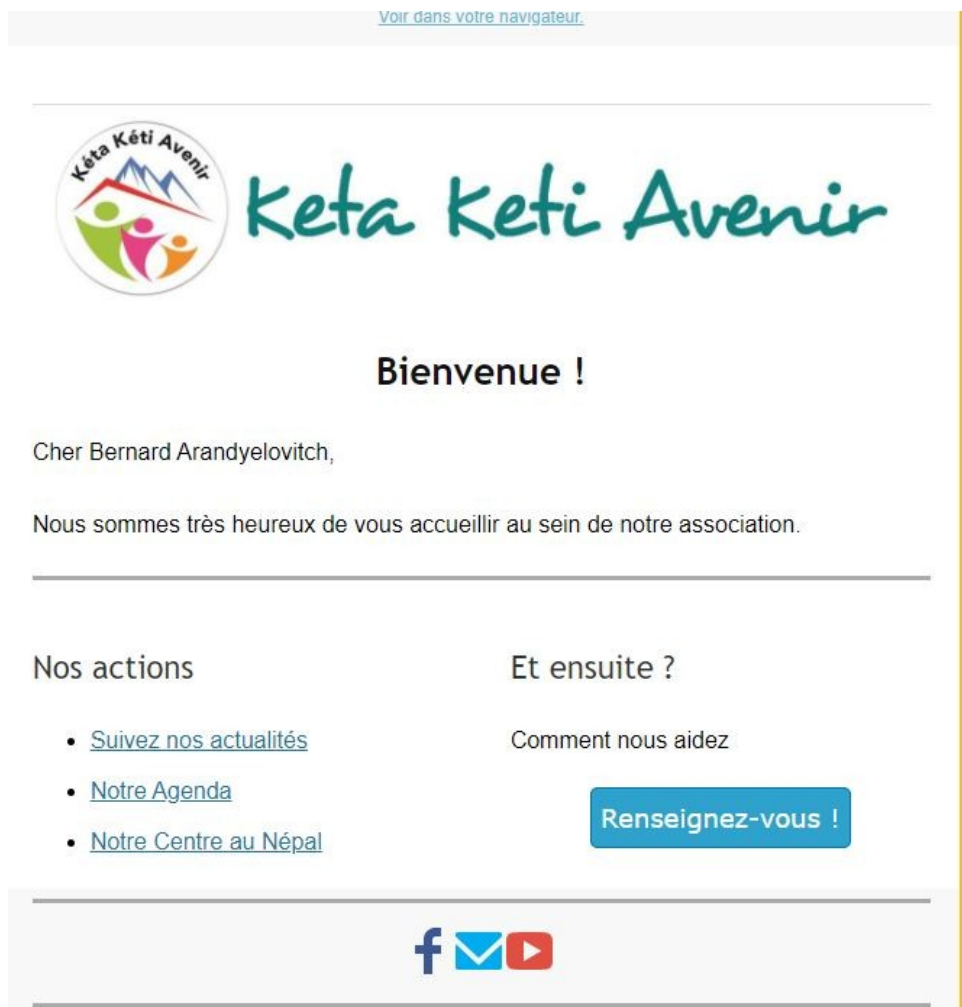 Voir dans votre navigateur.
Kéta Kéti Avenir
Keta Keti Avenir
Bienvenue !
Cher Bernard Arandyelovitch,
Nous sommes très heureux de vous accueillir au sein de notre association.
Nos actions
Suivez nos actualités
Notre Agenda
Notre Centre au Népal
Et ensuite ?
Comment nous aidez
Renseignez-vous !